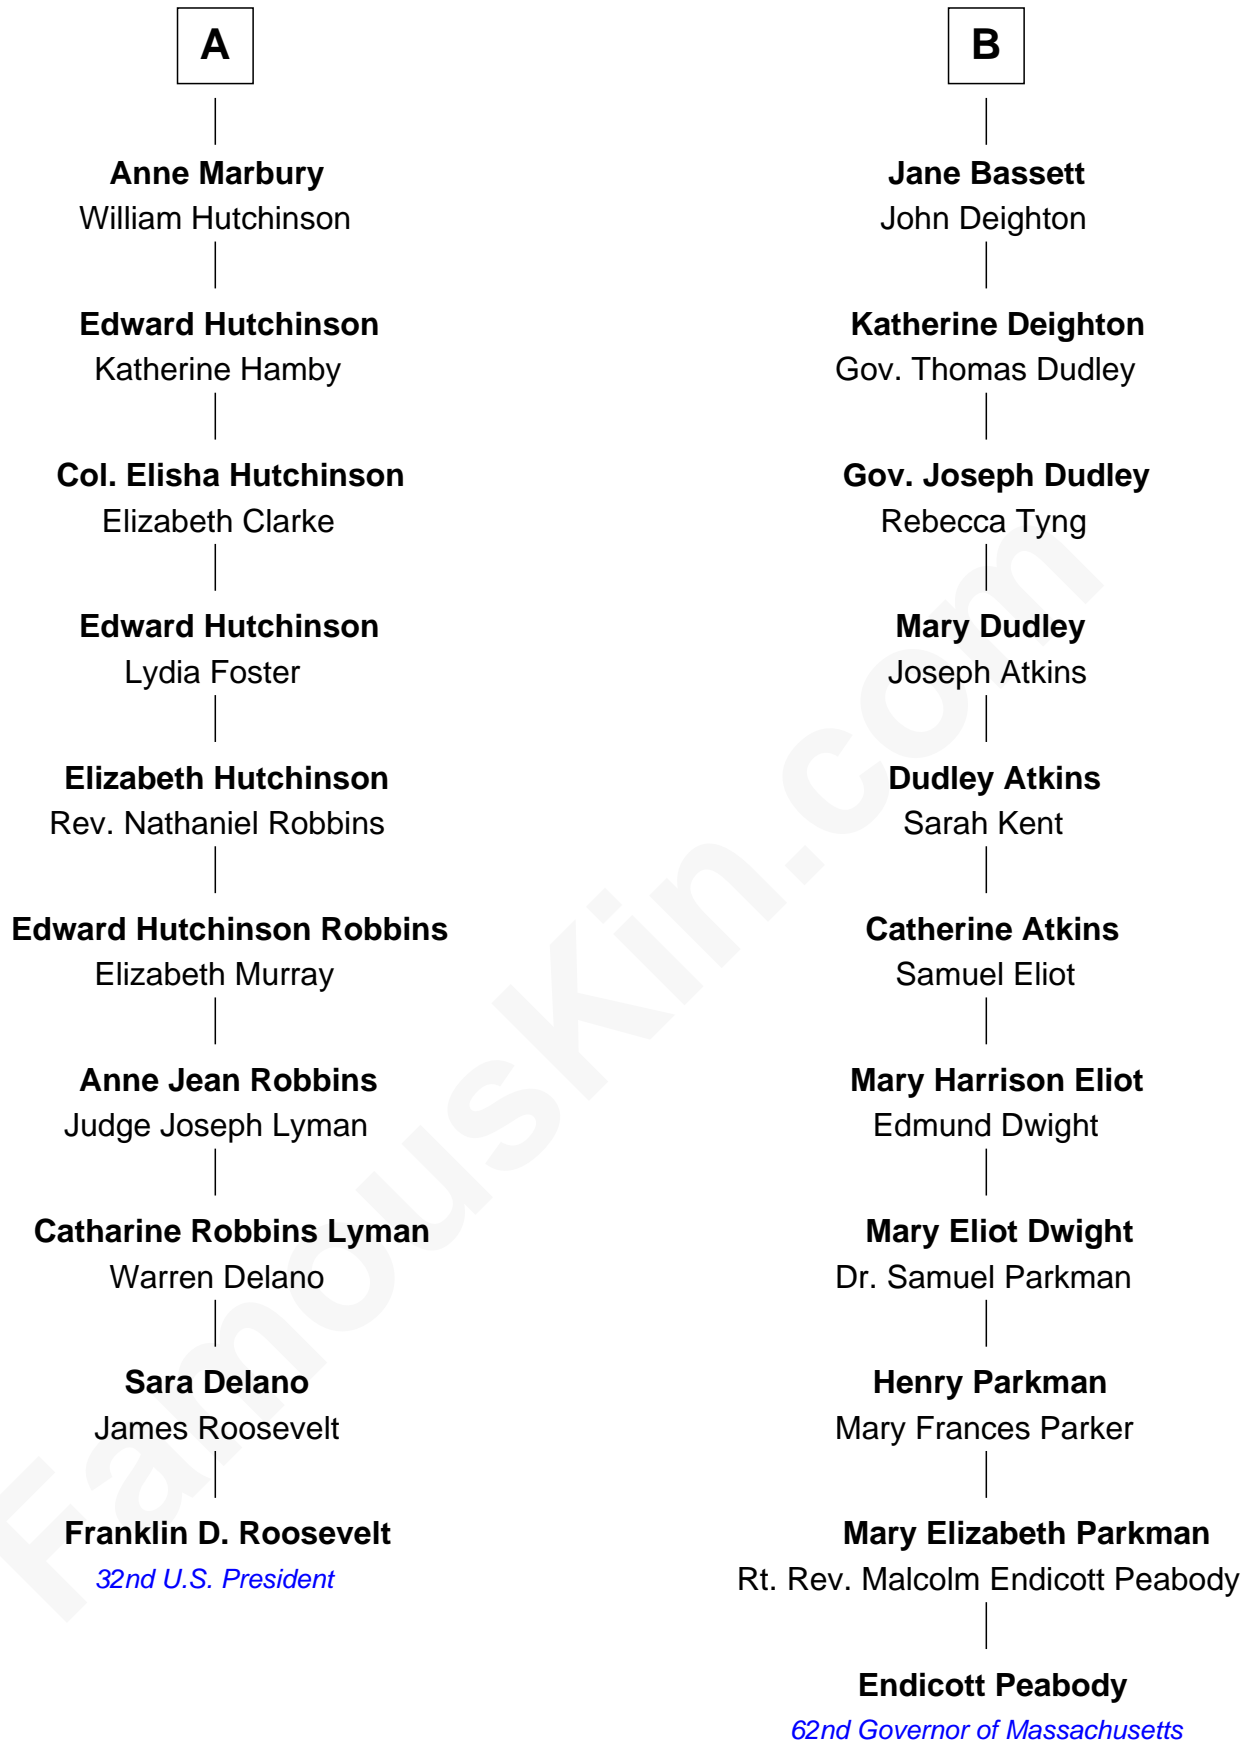 A
Anne Marbury
William Hutchinson
Edward Hutchinson
Katherine Hamby
Col. Elisha Hutchinson
Elizabeth Clarke
Edward Hutchinson
Lydia Foster
Elizabeth Hutchinson
Rev. Nathaniel Robbins
Edward Hutchinson Robbins
Elizabeth Murray
Anne Jean Robbins
Judge Joseph Lyman
Catharine Robbins Lyman
Warren Delano
Sara Delano
James Roosevelt
Franklin D. Roosevelt
32nd U.S. President
B
Jane Bassett
John Deighton
Katherine Deighton
Gov. Thomas Dudley
Gov. Joseph Dudley
Rebecca Tyng
Mary Dudley
Joseph Atkins
Dudley Atkins
Sarah Kent
Catherine Atkins
Samuel Eliot
Mary Harrison Eliot
Edmund Dwight
Mary Eliot Dwight
Dr. Samuel Parkman
Henry Parkman
Mary Frances Parker
Mary Elizabeth Parkman
Rt. Rev. Malcolm Endicott Peabody
Endicott Peabody
62nd Governor of Massachusetts
FamousKin.com